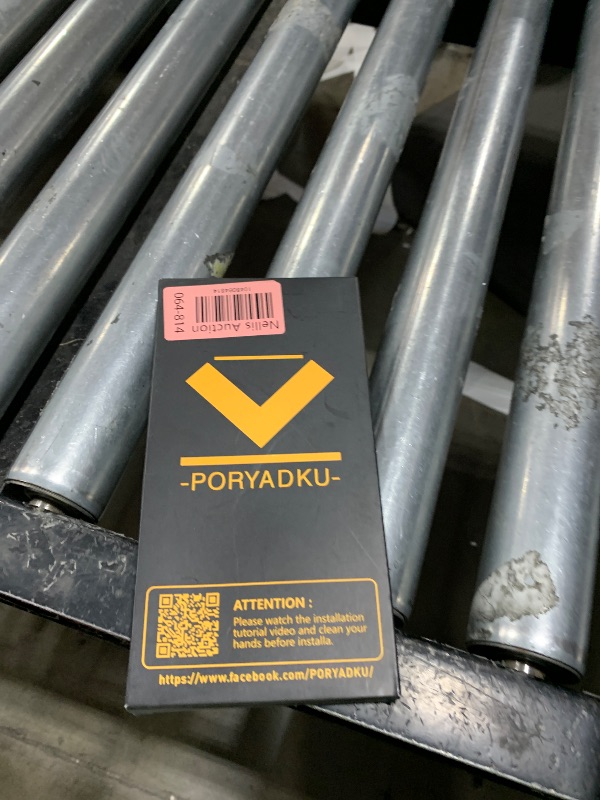 Nellis Auction
1048064814
064-814
-PORYADKU-
ATTENTION :
Please watch the installation
tutorial video and clean your
hands before installa.
https://www.facebook.com/PORYADKU/